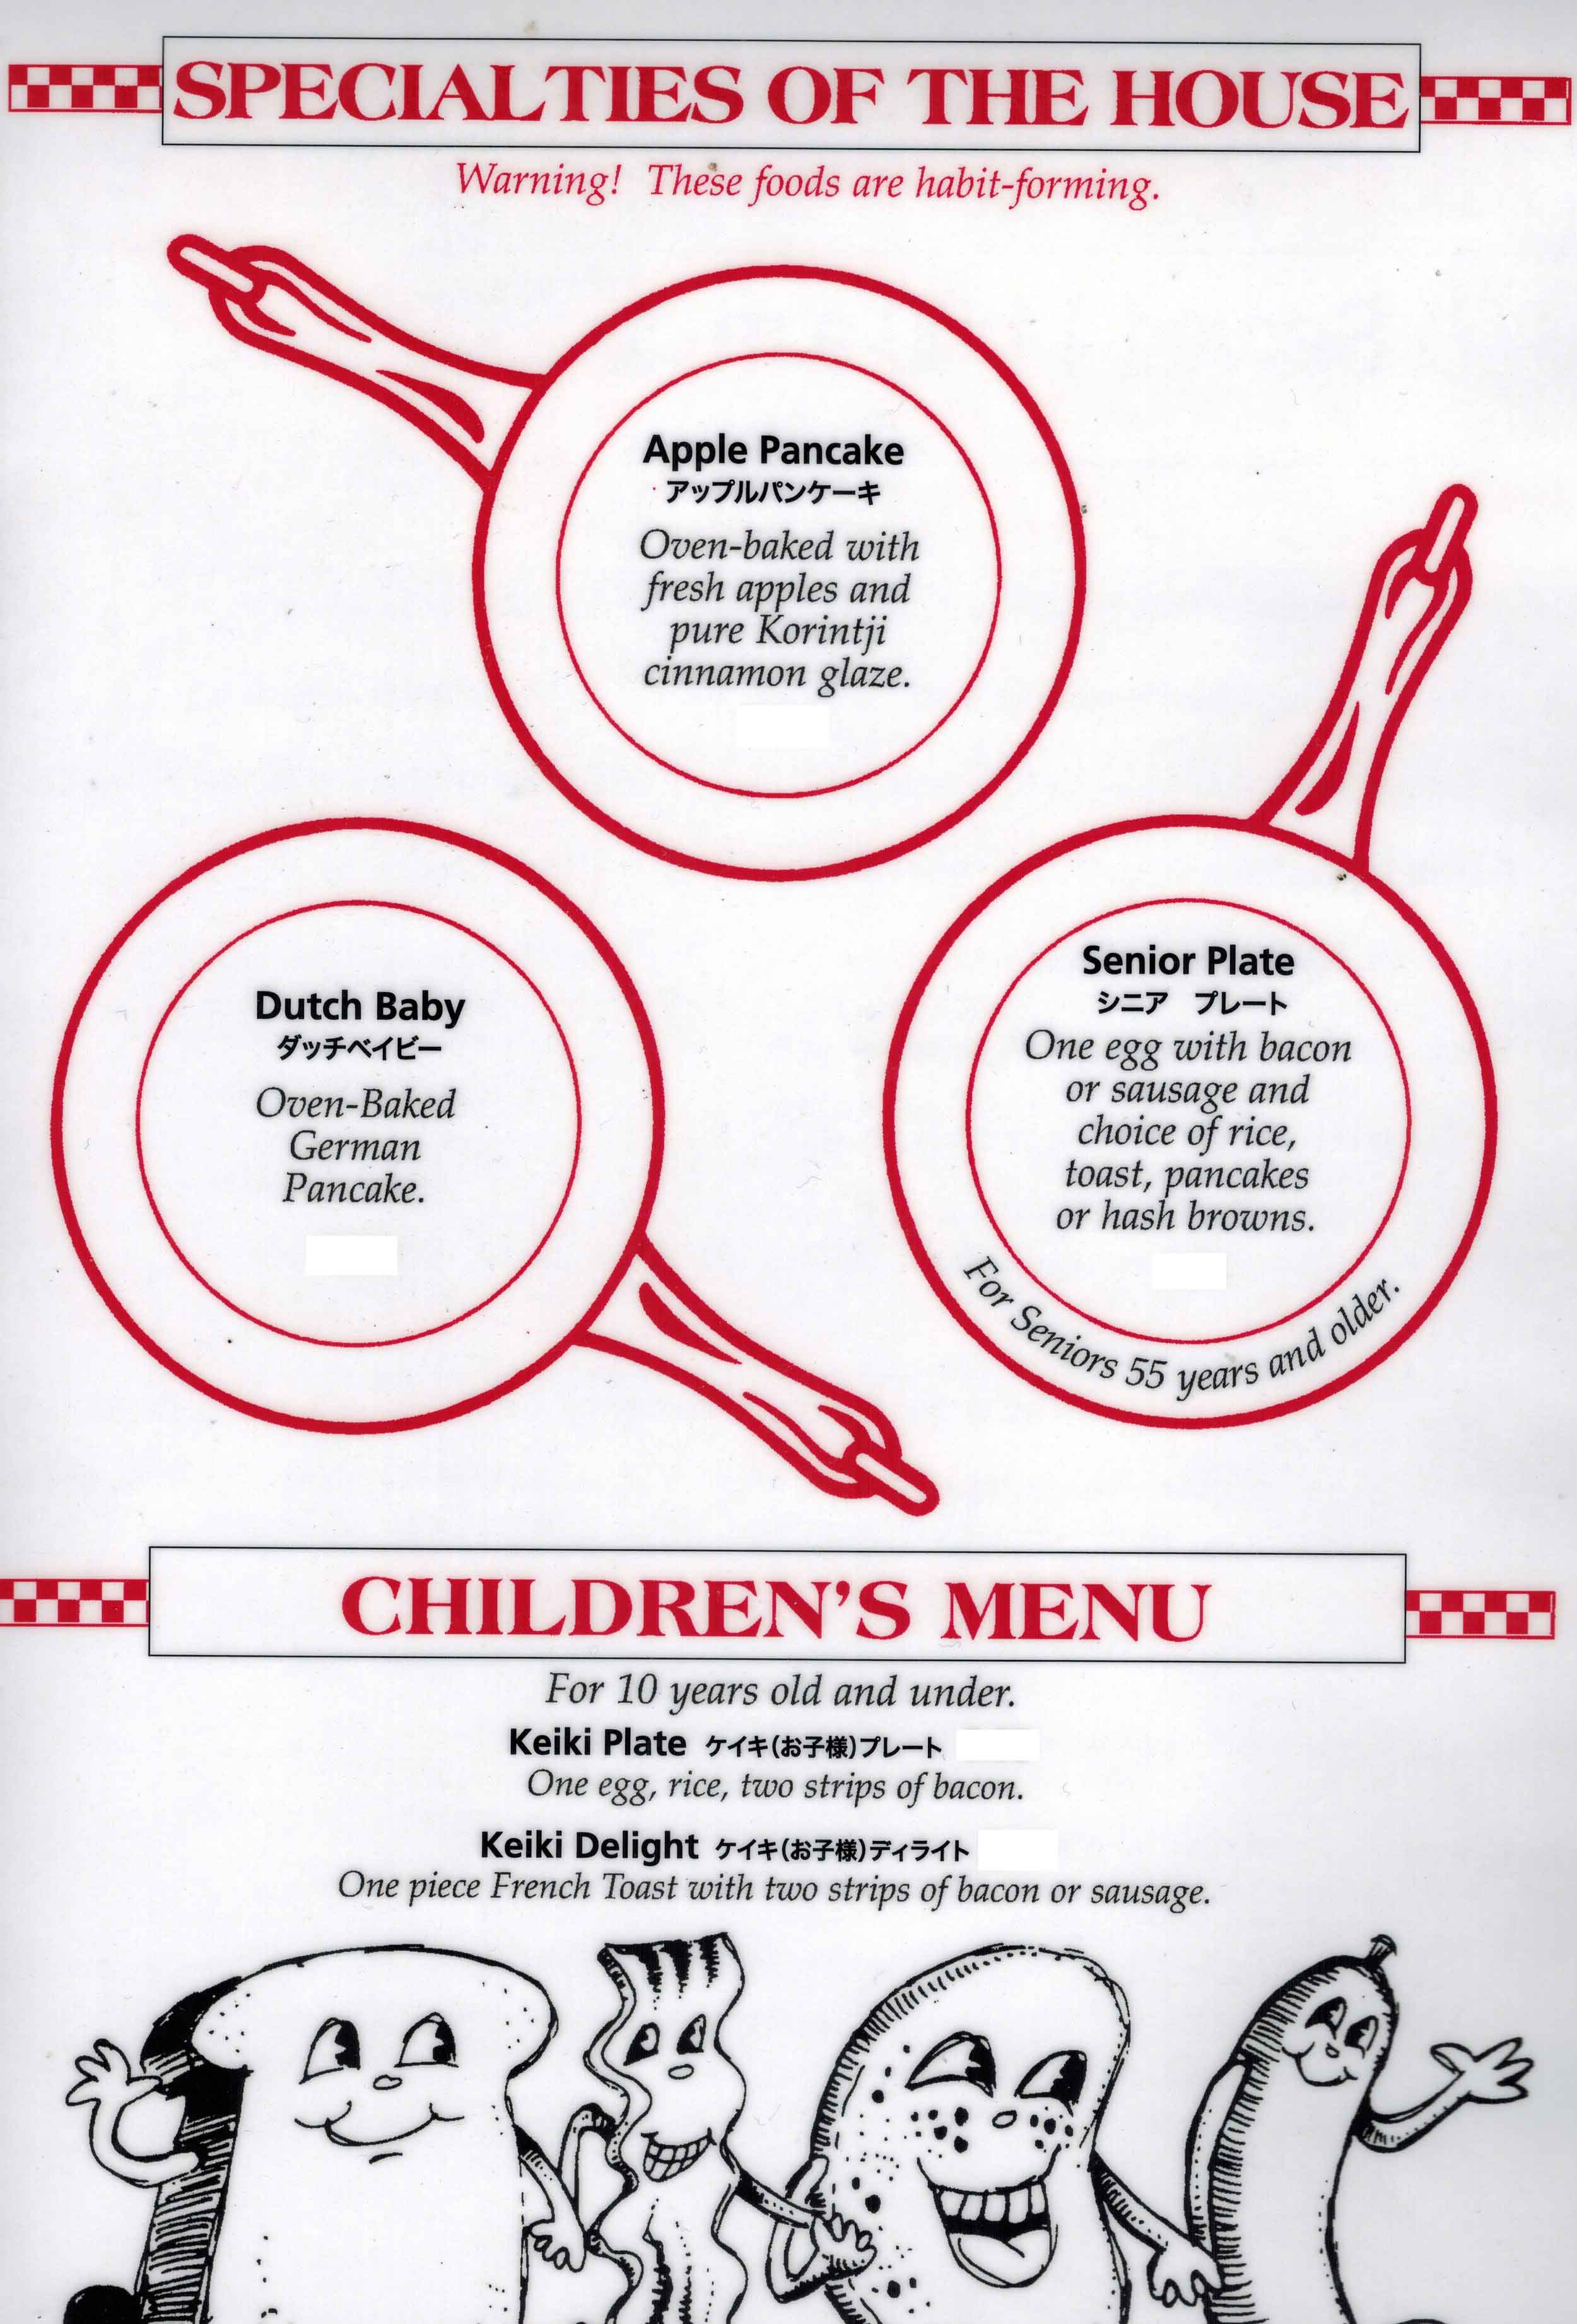 SPECIALTIES OF THE HOUSE
Warning! These foods are habit-forming.
Apple Pancake
アップルパンケーキ
Oven-baked with
fresh apples and
pure Korintji
cinnamon glaze.
Dutch Baby
ダッチベイビー
Oven-Baked
German
Pancake.
Senior Plate
シニア　プレート
One egg with bacon
or sausage and
choice of rice,
toast, pancakes
or hash browns.
For Seniors 55 years and older.
CHILDREN'S MENU
For 10 years old and under.
Keiki Plate ケイキ(お子様)プレート
One egg, rice, two strips of bacon.
Keiki Delight ケイキ(お子様)ディライト
One piece French Toast with two strips of bacon or sausage.